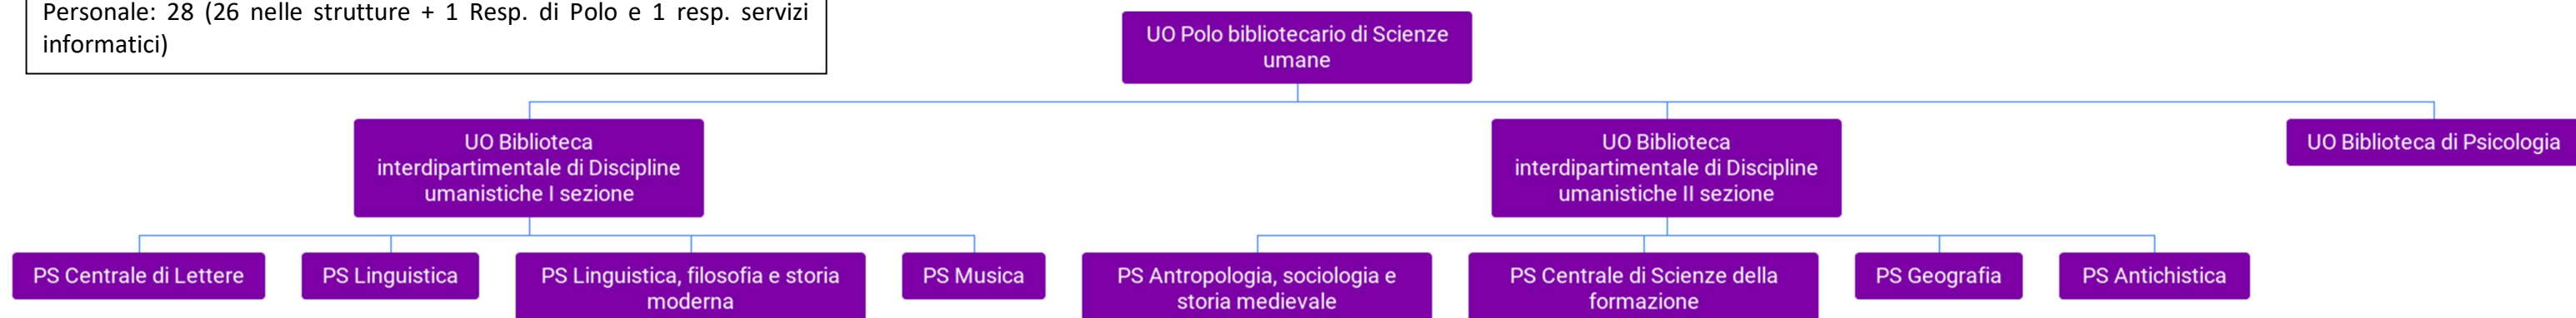 Personale: 28 (26 nelle strutture + 1 Resp. di Polo e 1 resp. servizi
informatici)
UO Polo bibliotecario di Scienze
umane
UO Biblioteca
interdipartimentale di Discipline
umanistiche I sezione
UO Biblioteca
interdipartimentale di Discipline
umanistiche II sezione
UO Biblioteca di Psicologia
PS Centrale di Lettere
PS Linguistica
PS Linguistica, filosofia e storia
moderna
PS Musica
PS Antropologia, sociologia e
storia medievale
PS Centrale di Scienze della
formazione
PS Geografia
PS Antichistica